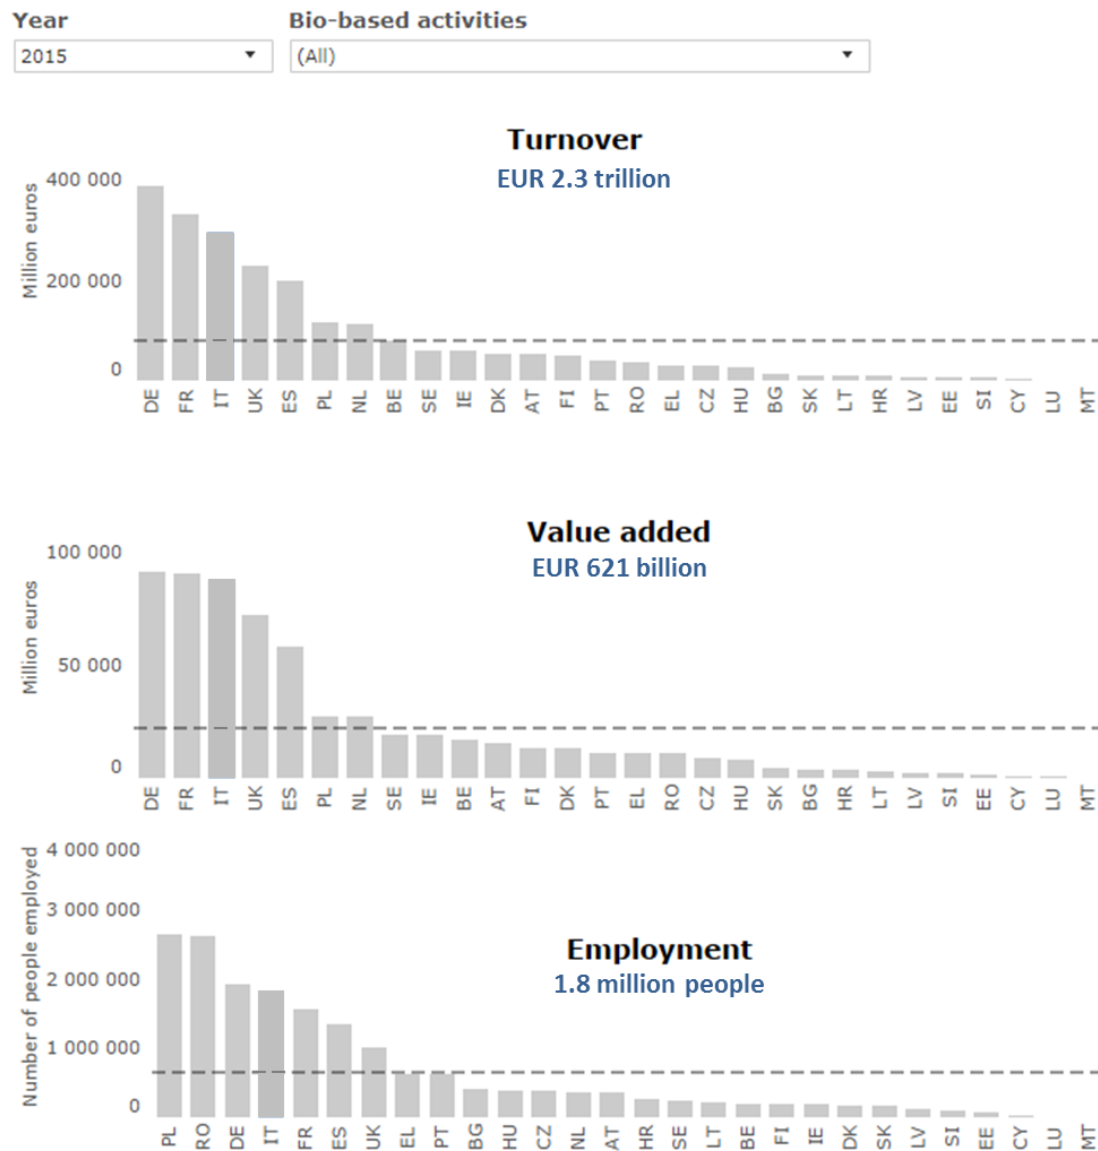 Year Bio-based activities
2015 (All)
Turnover
EUR 2.3 trillion
Million euros
400 000
200 000
0
DE FR IT UK ES PL NL BE SE IE DK AT FI PT RO EL CZ HU BG SK LT HR LV EE SI CY LU MT
Value added
EUR 621 billion
Million euros
100 000
50 000
0
DE FR IT UK ES PL NL SE IE BE AT FI DK PT EL RO CZ HU SK BG HR LT LV SI EE CY LU MT
Employment
1.8 million people
Number of people employed
4 000 000
3 000 000
2 000 000
1 000 000
0
PL RO DE IT FR ES UK EL PT BG HU CZ NL AT HR SE LT BE FI IE DK SK LV SI EE CY LU MT